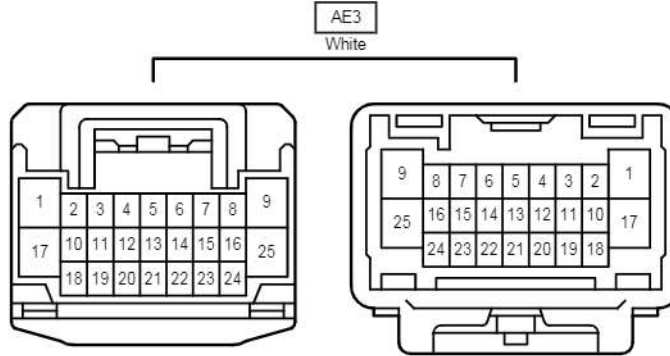 AE3
White
1 2 3 4 5 6 7 8 9
17 10 11 12 13 14 15 16 25
18 19 20 21 22 23 24
9 8 7 6 5 4 3 2 1
25 16 15 14 13 12 11 10 17
24 23 22 21 20 19 18